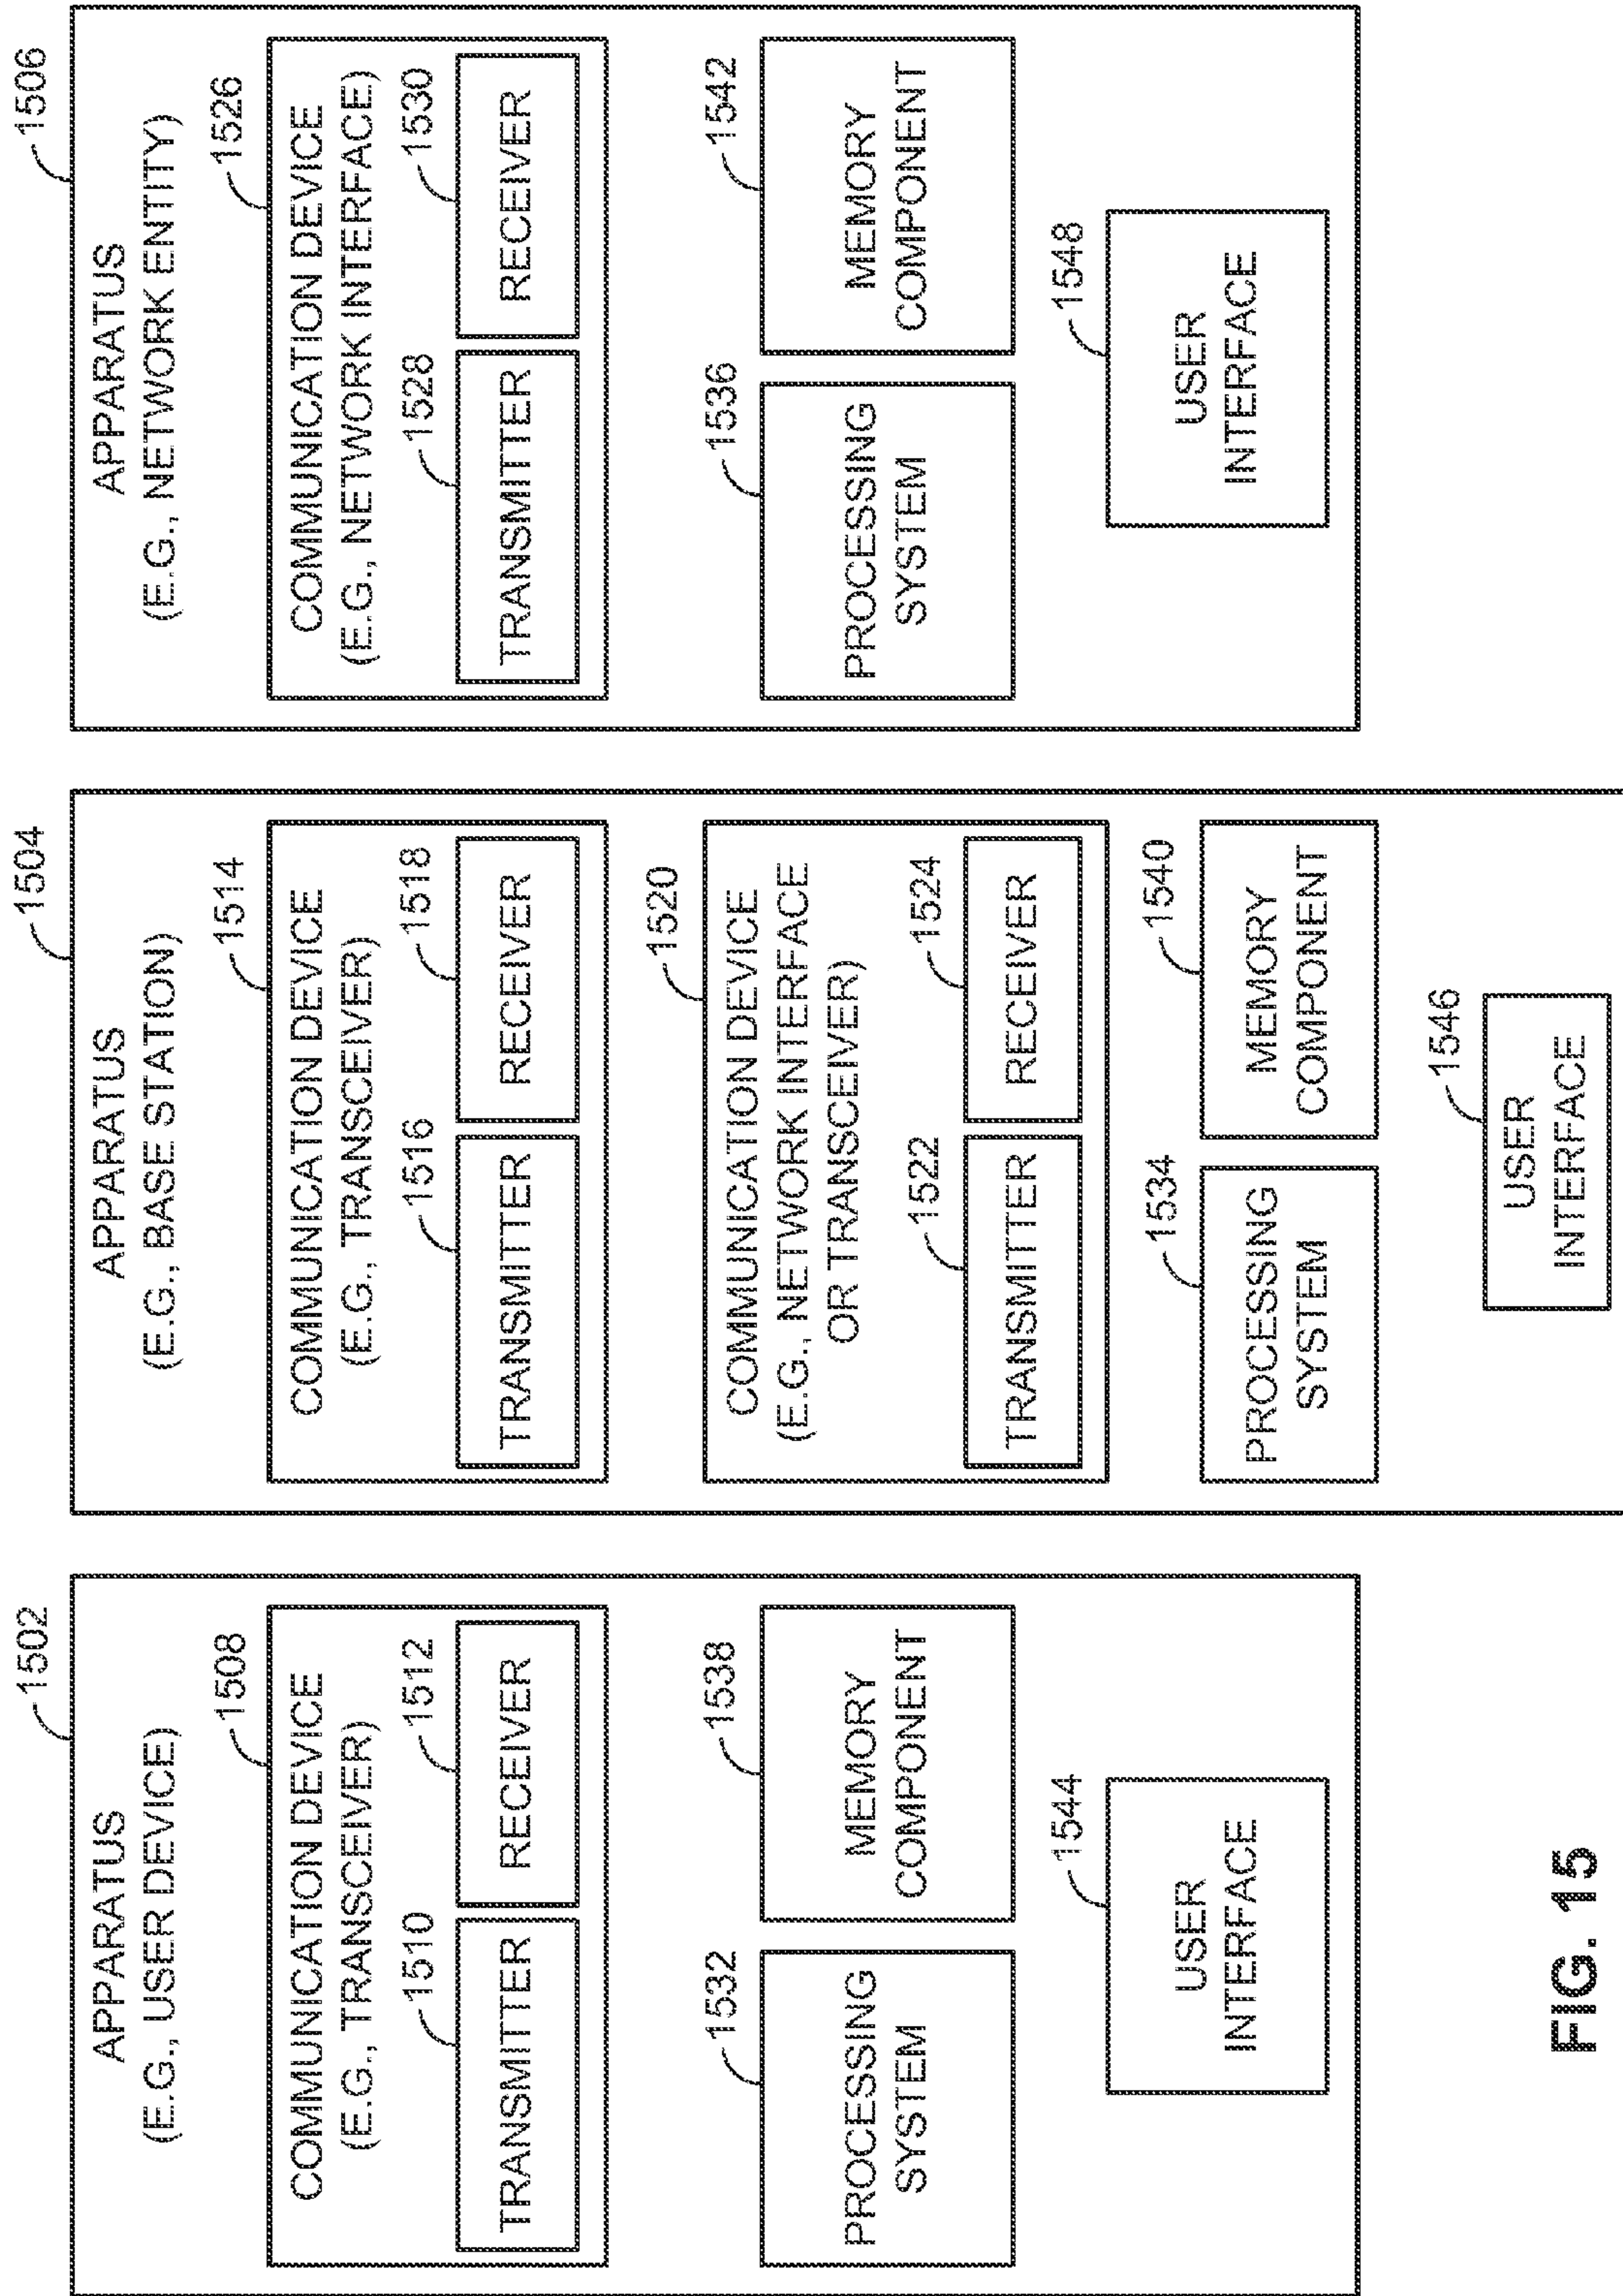 1502
APPARATUS
(E.G., USER DEVICE)
1508
COMMUNICATION DEVICE
(E.G., TRANSCEIVER)
1510
1512
TRANSMITTER
RECEIVER
1532
1538
PROCESSING
SYSTEM
MEMORY
COMPONENT
1544
USER
INTERFACE
1504
APPARATUS
(E.G., BASE STATION)
1514
COMMUNICATION DEVICE
(E.G., TRANSCEIVER)
1516
1518
TRANSMITTER
RECEIVER
1520
COMMUNICATION DEVICE
(E.G., NETWORK INTERFACE
OR TRANSCEIVER)
1522
1524
TRANSMITTER
RECEIVER
1534
1540
PROCESSING
SYSTEM
MEMORY
COMPONENT
1546
USER
INTERFACE
1506
APPARATUS
(E.G., NETWORK ENTITY)
1526
COMMUNICATION DEVICE
(E.G., NETWORK INTERFACE)
1528
1530
TRANSMITTER
RECEIVER
1536
1542
PROCESSING
SYSTEM
MEMORY
COMPONENT
1548
USER
INTERFACE
FIG. 15